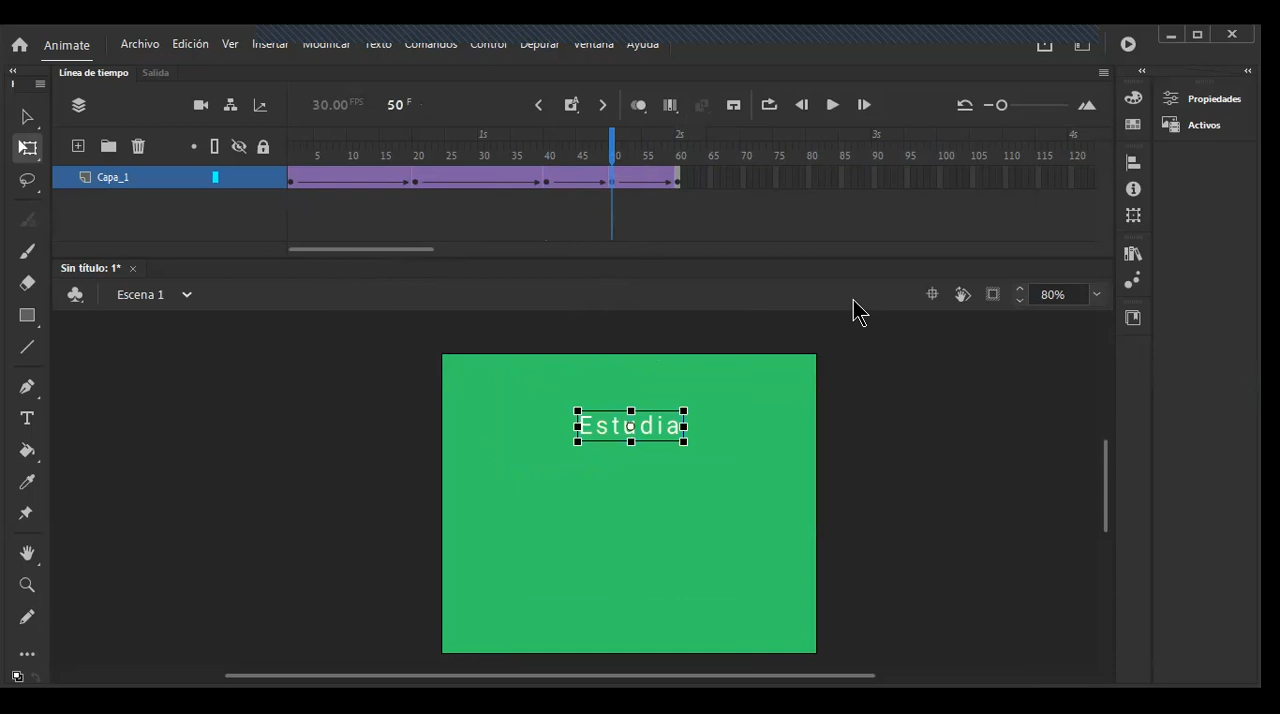 Animate Archivo Edición Ver Insertar Modificar Texto Comandos Control Depurar Ventana Ayuda
Línea de tiempo Salida
30.00 FPS 50 F
Propiedades
Activos
1s 2s 3s 4s
5 10 15 20 25 30 35 40 45 50 55 60 65 70 75 80 85 90 95 100 105 110 115 120
Capa_1
Sin título: 1*
Escena 1
80%
Estudia